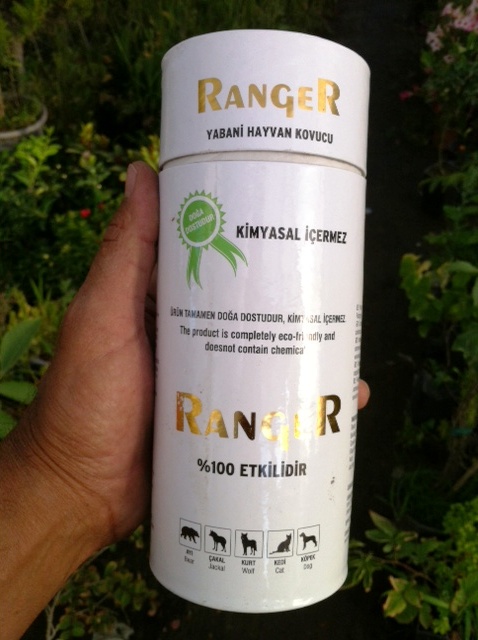 RANGER
YABANİ HAYVAN KOVUCU
DOĞA
DOSTUDUR
KİMYASAL İÇERMEZ
ÜRÜN TAMAMEN DOĞA DOSTUDUR, KİMYASAL İÇERMEZ.
The product is completely eco-friendly and
doesnot contain chemical
RANGER
%100 ETKİLİDİR
AYI ÇAKAL KURT KEDİ KÖPEK
Bear Jackal Wolf Cat Dog